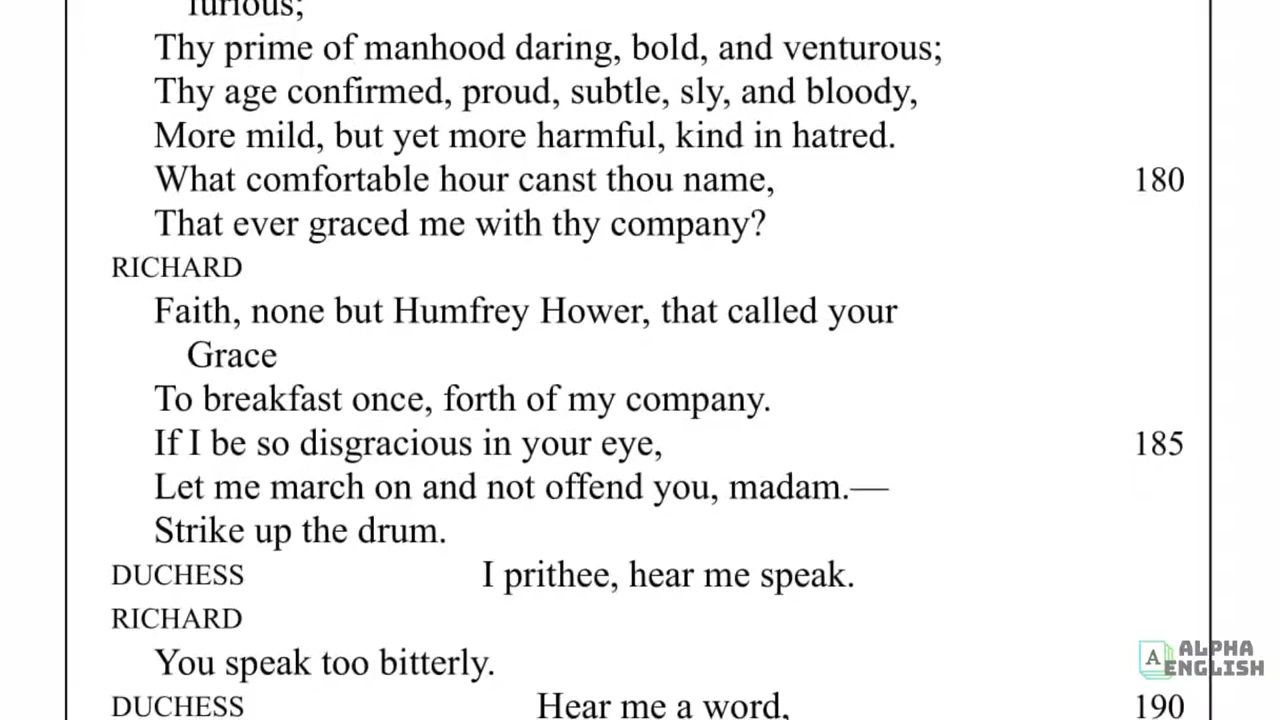 furious;
Thy prime of manhood daring, bold, and venturous;
Thy age confirmed, proud, subtle, sly, and bloody,
More mild, but yet more harmful, kind in hatred.
What comfortable hour canst thou name, 180
That ever graced me with thy company?
RICHARD
Faith, none but Humfrey Hower, that called your
Grace
To breakfast once, forth of my company.
If I be so disgracious in your eye, 185
Let me march on and not offend you, madam.—
Strike up the drum.
DUCHESS I prithee, hear me speak.
RICHARD
You speak too bitterly.
DUCHESS Hear me a word, 190
A ALPHA
ENGLISH